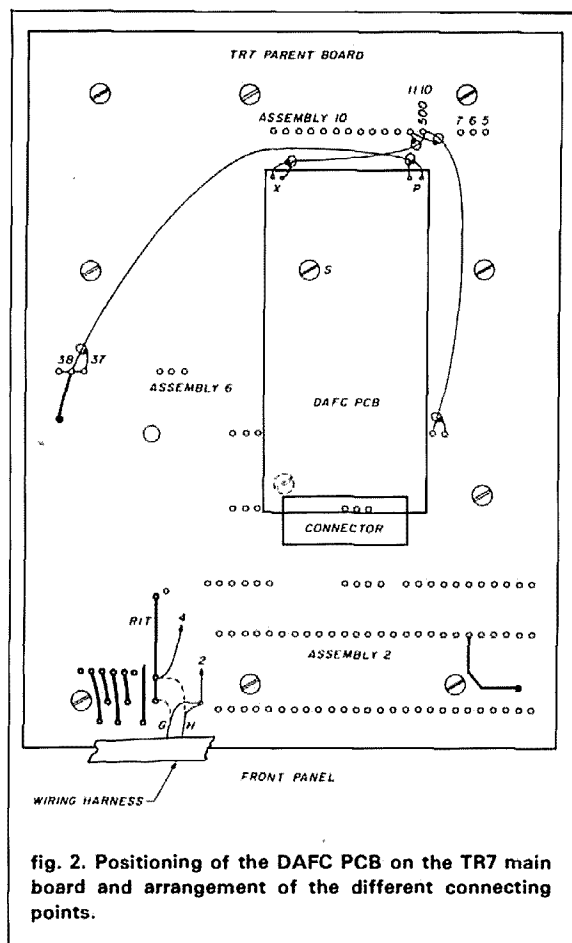 TR7 PARENT BOARD
11 10
ASSEMBLY 10
500
7 6 5
X
P
S
38
37
ASSEMBLY 6
DAFC PCB
CONNECTOR
RIT
4
2
ASSEMBLY 2
G
H
FRONT PANEL
WIRING HARNESS
fig. 2. Positioning of the DAFC PCB on the TR7 main
board and arrangement of the different connecting
points.